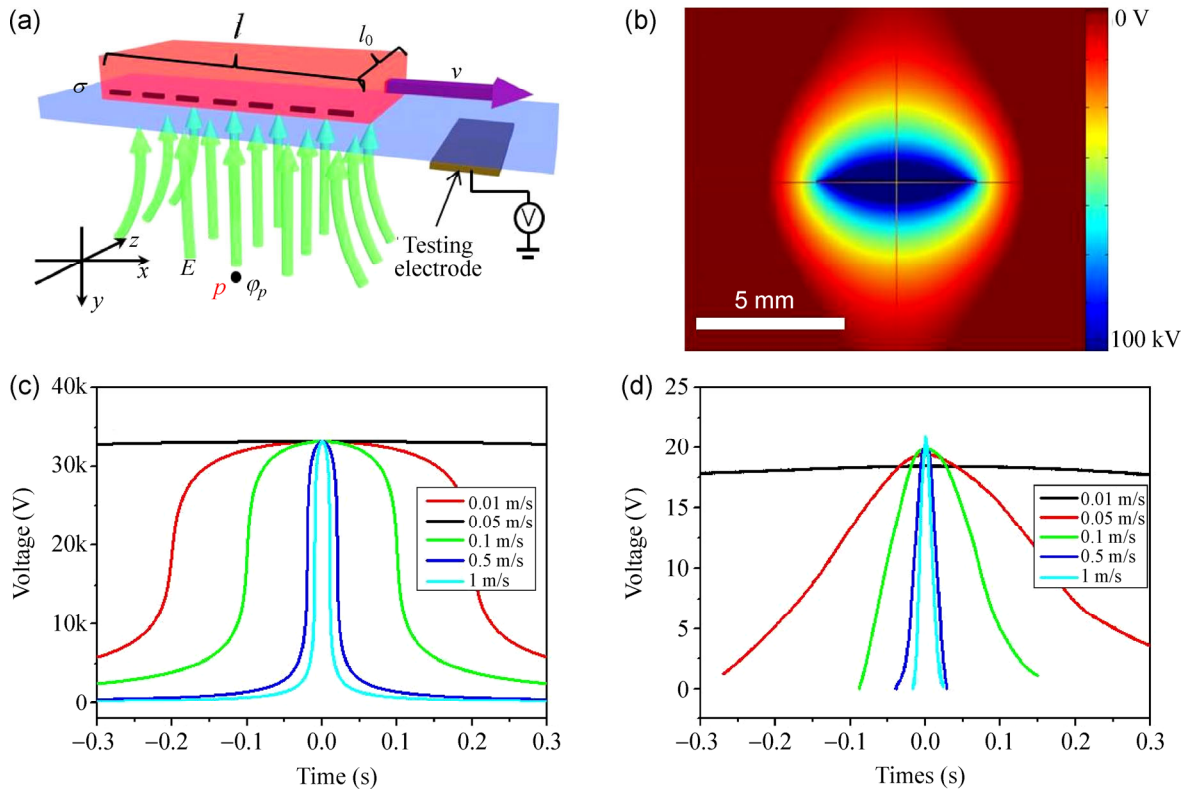 (a)
l
l0
v
σ
V
z
x
y
E
p
φp
Testing
electrode
(b)
0 V
5 mm
100 kV
(c)
40k
30k
20k
10k
0
Voltage (V)
0.01 m/s
0.05 m/s
0.1 m/s
0.5 m/s
1 m/s
−0.3 −0.2 −0.1 0.0 0.1 0.2 0.3
Time (s)
(d)
25
20
15
10
5
0
Voltage (V)
0.01 m/s
0.05 m/s
0.1 m/s
0.5 m/s
1 m/s
−0.3 −0.2 −0.1 0.0 0.1 0.2 0.3
Times (s)